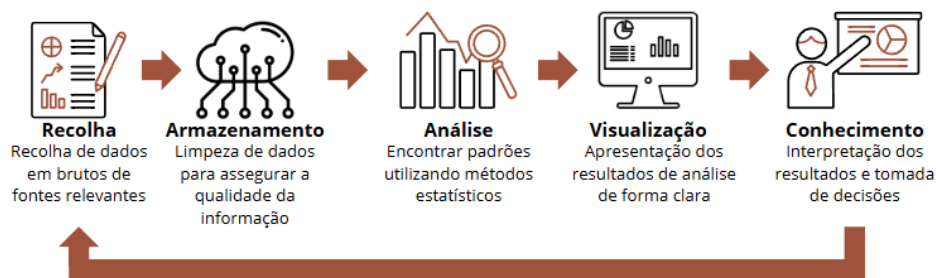 Recolha
Recolha de dados
em brutos de
fontes relevantes
Armazenamento
Limpeza de dados
para assegurar a
qualidade da
informação
Análise
Encontrar padrões
utilizando métodos
estatísticos
Visualização
Apresentação dos
resultados de análise
de forma clara
Conhecimento
Interpretação dos
resultados e tomada
de decisões